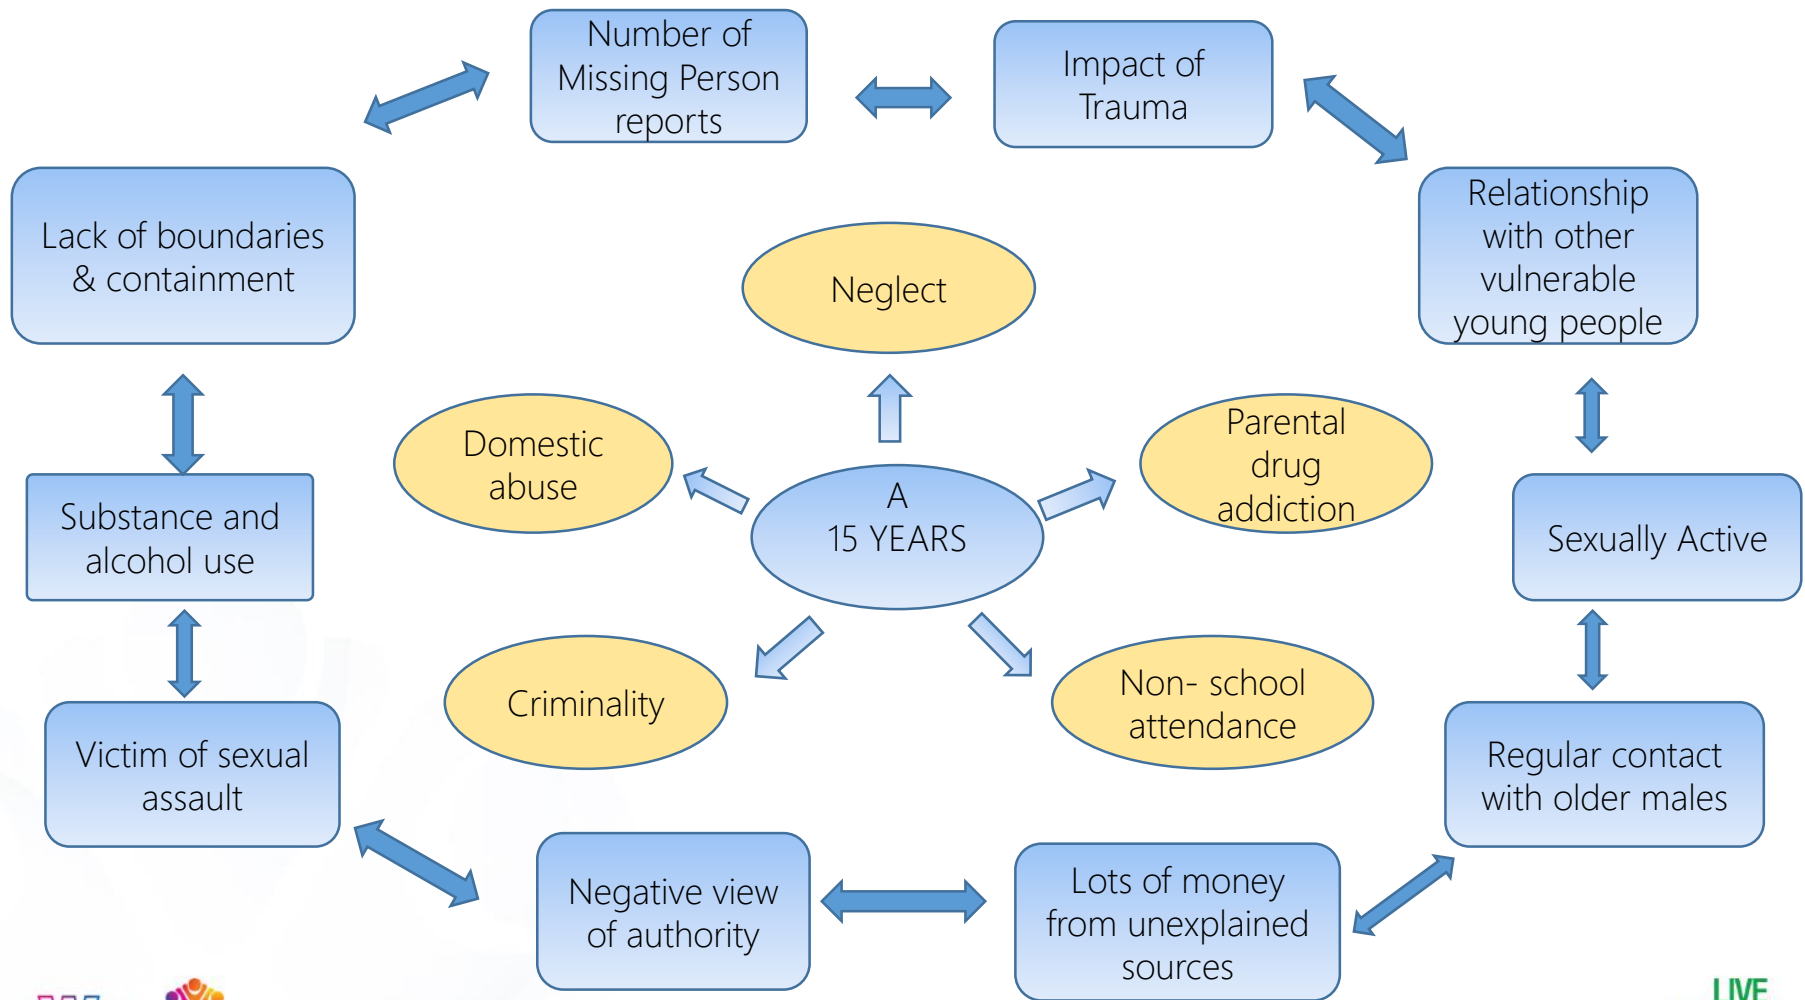 Number of
Missing Person
reports
Impact of
Trauma
Lack of boundaries
& containment
Relationship
with other
vulnerable
young people
Neglect
Domestic
abuse
Parental
drug
addiction
A
15 YEARS
Substance and
alcohol use
Sexually Active
Criminality
Non- school
attendance
Victim of sexual
assault
Regular contact
with older males
Negative view
of authority
Lots of money
from unexplained
sources
LIVE